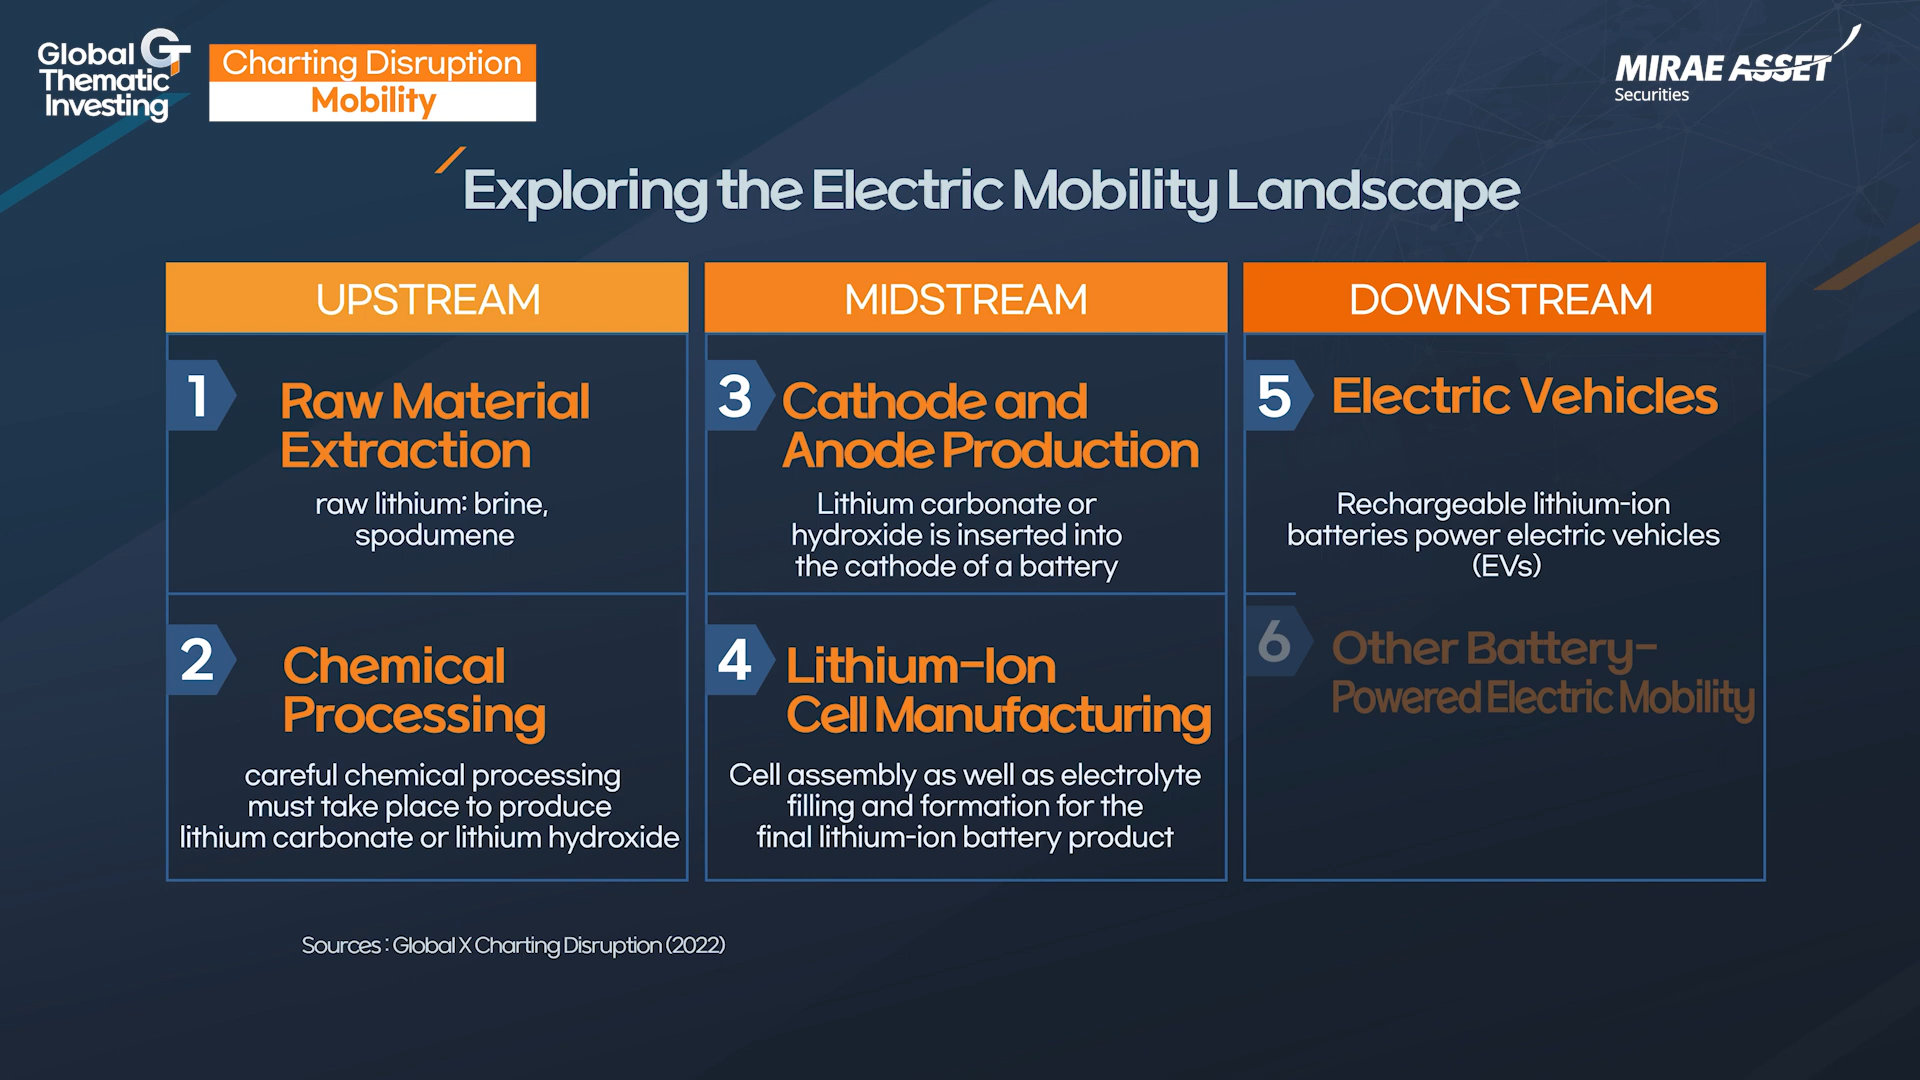 Global
Thematic
Investing
GT
Charting Disruption
Mobility
MIRAE ASSET
Securities
Exploring the Electric Mobility Landscape
UPSTREAM
1
Raw Material
Extraction
raw lithium: brine,
spodumene
2
Chemical
Processing
careful chemical processing
must take place to produce
lithium carbonate or lithium hydroxide
MIDSTREAM
3
Cathode and
Anode Production
Lithium carbonate or
hydroxide is inserted into
the cathode of a battery
4
Lithium-Ion
Cell Manufacturing
Cell assembly as well as electrolyte
filling and formation for the
final lithium-ion battery product
DOWNSTREAM
5
Electric Vehicles
Rechargeable lithium-ion
batteries power electric vehicles
(EVs)
6
Other Battery-
Powered Electric Mobility
Sources : Global X Charting Disruption (2022)